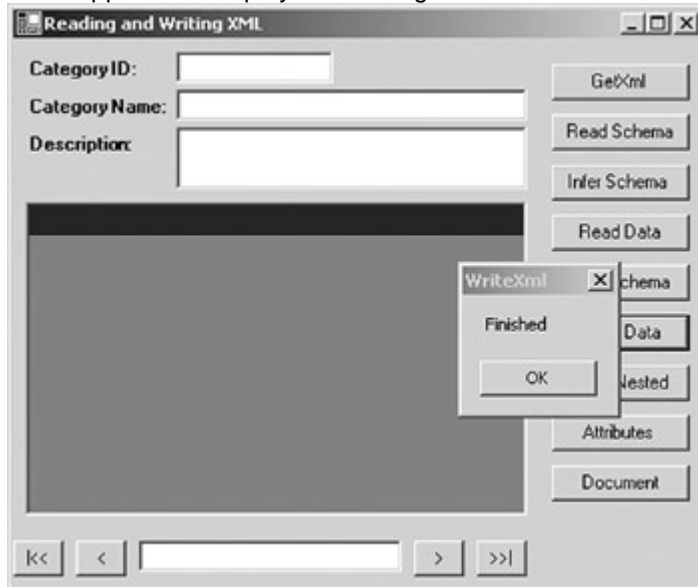 Reading and Writing XML
Category ID:
GetXml
Category Name:
Read Schema
Description:
Infer Schema
Read Data
WriteXml
chema
Finished
Data
OK
Nested
Attributes
Document
|<<
<
>
>>|